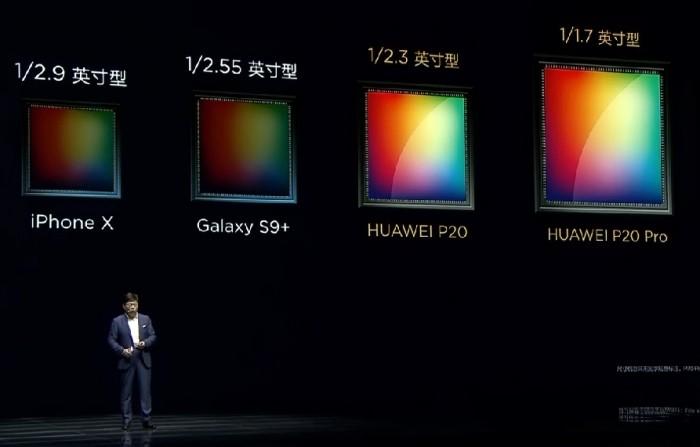 1/2.9 英寸型
1/2.55 英寸型
1/2.3 英寸型
1/1.7 英寸型
iPhone X
Galaxy S9+
HUAWEI P20
HUAWEI P20 Pro